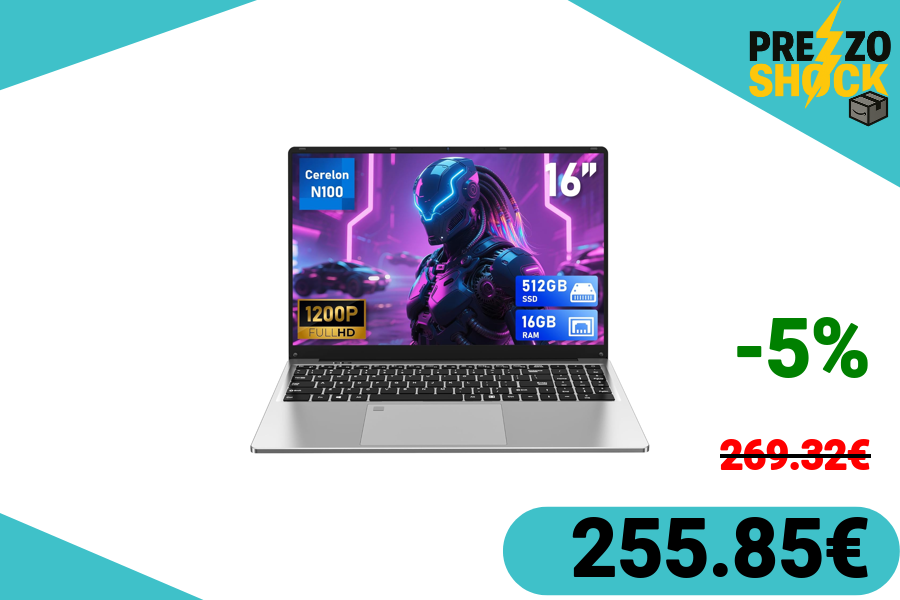 PREZZO
SHOCK
Cerelon
N100
16”
512GB
SSD
1200P
FULLHD
16GB
RAM
-5%
269.32€
255.85€